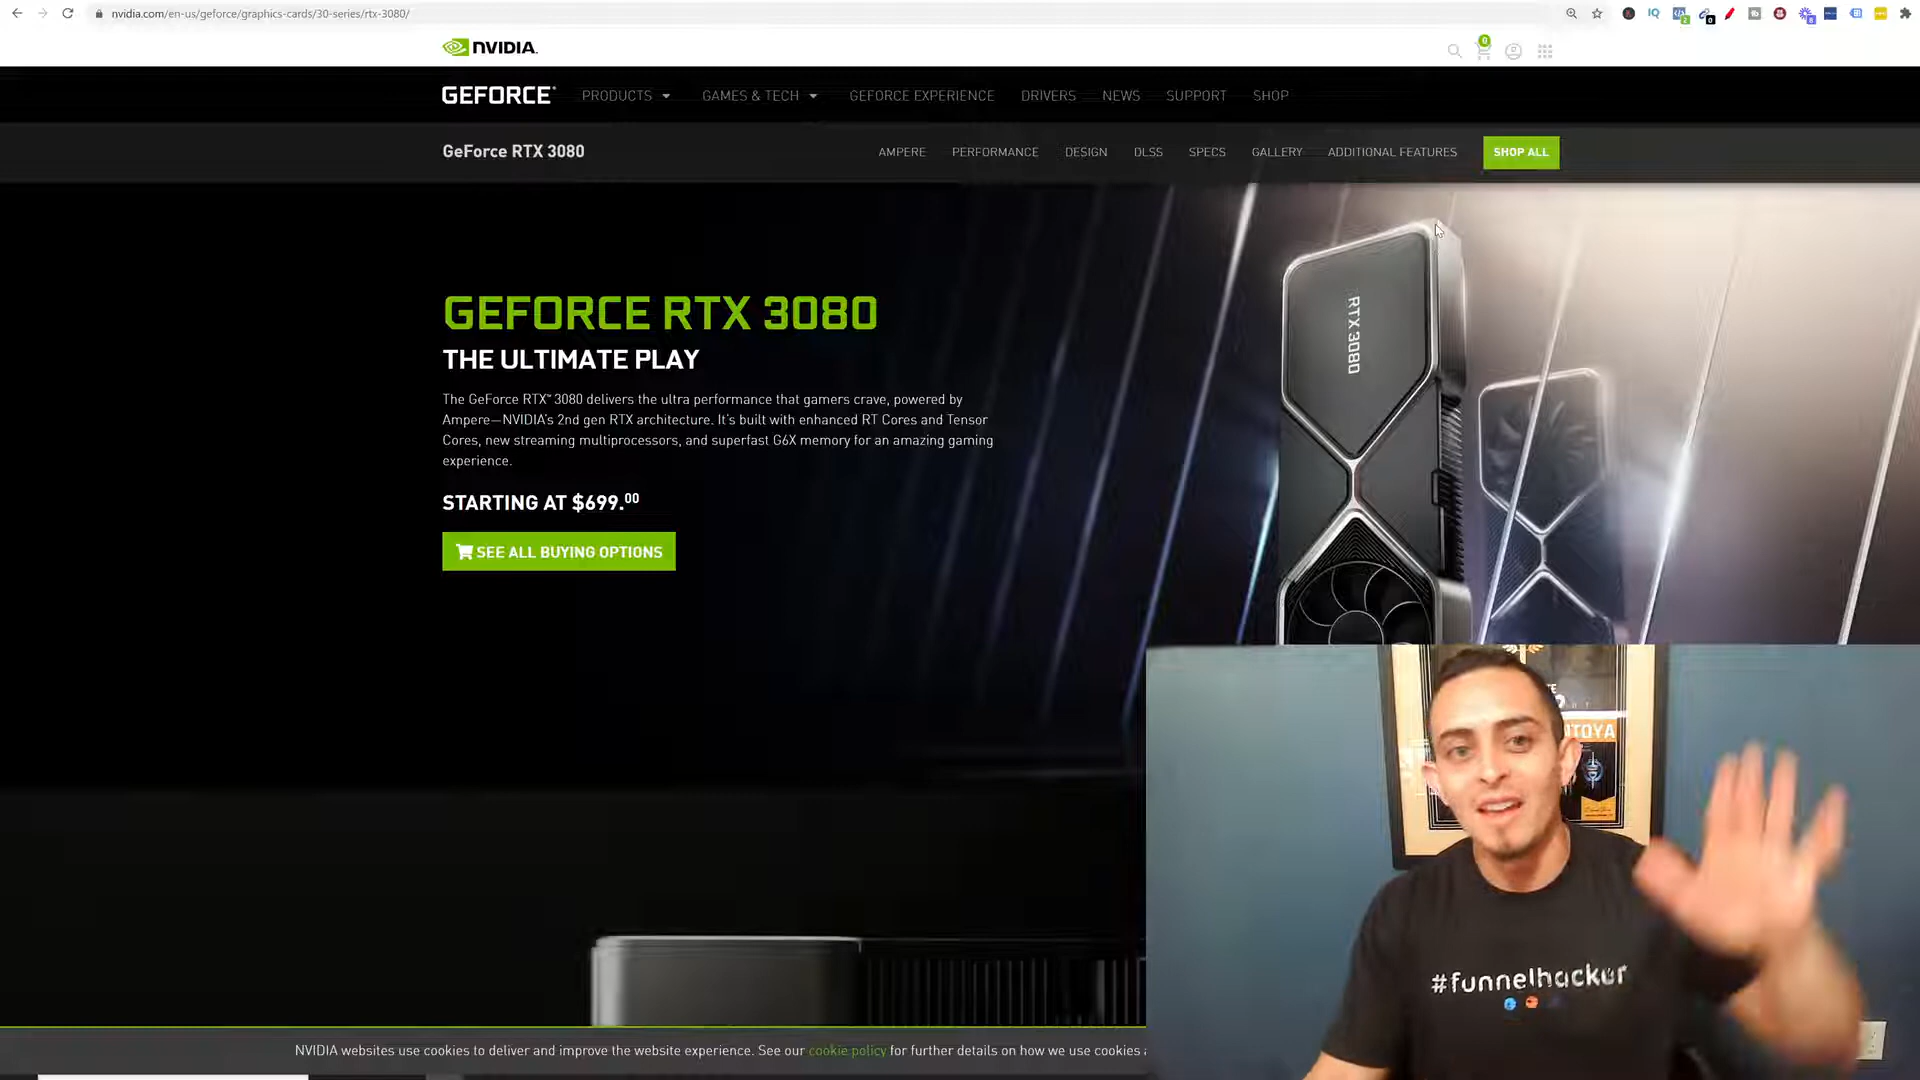 nvidia.com/en-us/geforce/graphics-cards/30-series/rtx-3080/
NVIDIA.
0
GEFORCE PRODUCTS GAMES & TECH GEFORCE EXPERIENCE DRIVERS NEWS SUPPORT SHOP
GeForce RTX 3080 AMPERE PERFORMANCE DESIGN DLSS SPECS GALLERY ADDITIONAL FEATURES SHOP ALL
GEFORCE RTX 3080
THE ULTIMATE PLAY
The GeForce RTX™ 3080 delivers the ultra performance that gamers crave, powered by
Ampere—NVIDIA's 2nd gen RTX architecture. It's built with enhanced RT Cores and Tensor
Cores, new streaming multiprocessors, and superfast G6X memory for an amazing gaming
experience.
STARTING AT $699.00
SEE ALL BUYING OPTIONS
RTX 3080
OTOYA
#funnelhacker
NVIDIA websites use cookies to deliver and improve the website experience. See our cookie policy for further details on how we use cookies